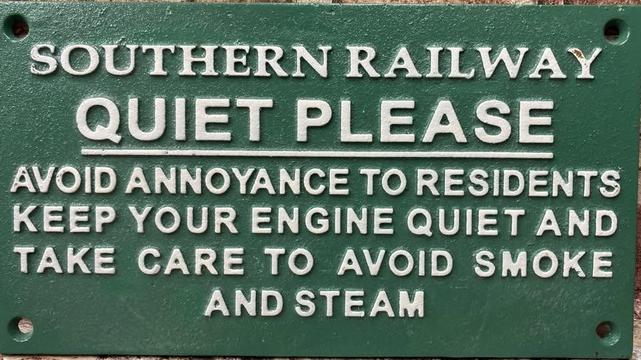 SOUTHERN RAILWAY
QUIET PLEASE
AVOID ANNOYANCE TO RESIDENTS
KEEP YOUR ENGINE QUIET AND
TAKE CARE TO AVOID SMOKE
AND STEAM